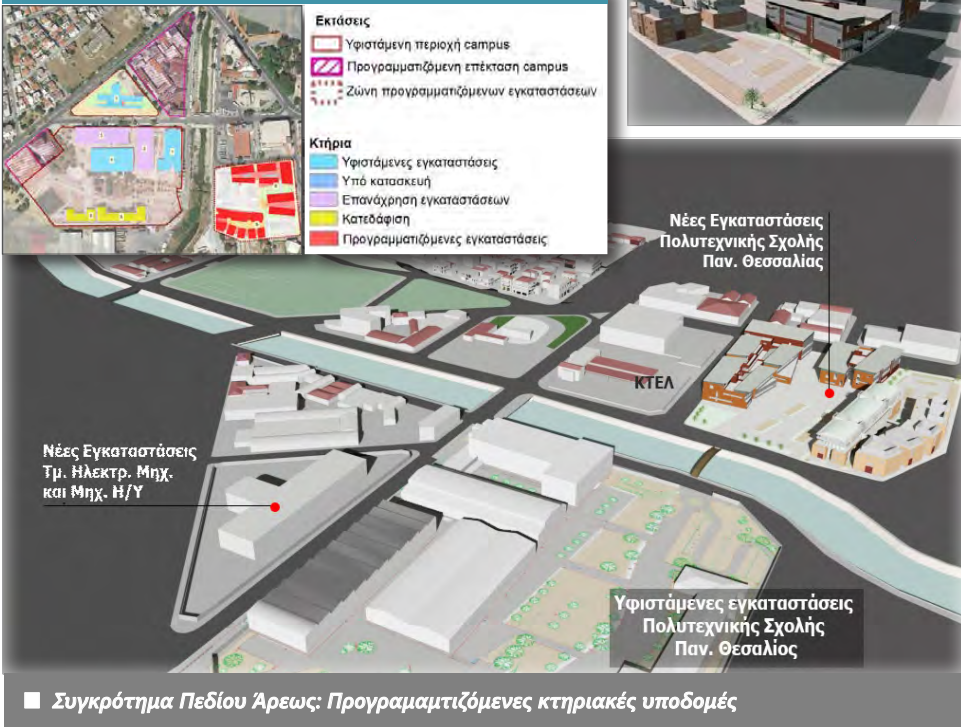 Εκτάσεις
Υφιστάμενη περιοχή campus
Προγραμματιζόμενη επέκταση campus
Ζώνη προγραμματιζόμενων εγκαταστάσεων
Κτήρια
Υφιστάμενες εγκαταστάσεις
Υπό κατασκευή
Επανάχρηση εγκαταστάσεων
Κατεδάφιση
Προγραμματιζόμενες εγκαταστάσεις
Νέες Εγκαταστάσεις
Πολυτεχνικής Σχολής
Παν. Θεσσαλίας
ΚΤΕΛ
Νέες Εγκαταστάσεις
Τμ. Ηλεκτρ. Μηχ.
και Μηχ. Η/Υ
Υφιστάμενες εγκαταστάσεις
Πολυτεχνικής Σχολής
Παν. Θεσαλίος
■ Συγκρότημα Πεδίου Άρεως: Προγραμαμτιζόμενες κτηριακές υποδομές